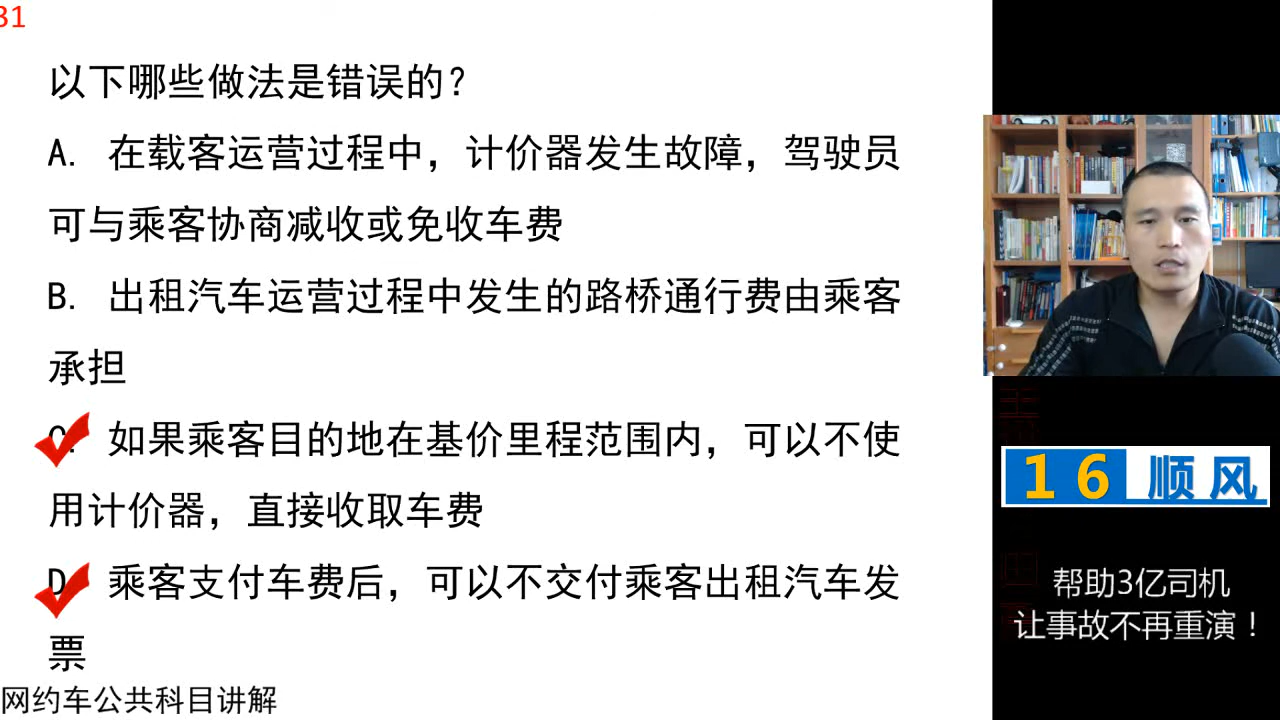 31
以下哪些做法是错误的？
A. 在载客运营过程中，计价器发生故障，驾驶员
可与乘客协商减收或免收车费
B. 出租汽车运营过程中发生的路桥通行费由乘客
承担
C. 如果乘客目的地在基价里程范围内，可以不使
用计价器，直接收取车费
D. 乘客支付车费后，可以不交付乘客出租汽车发
票
网约车公共科目讲解
16 顺风
帮助3亿司机
让事故不再重演！